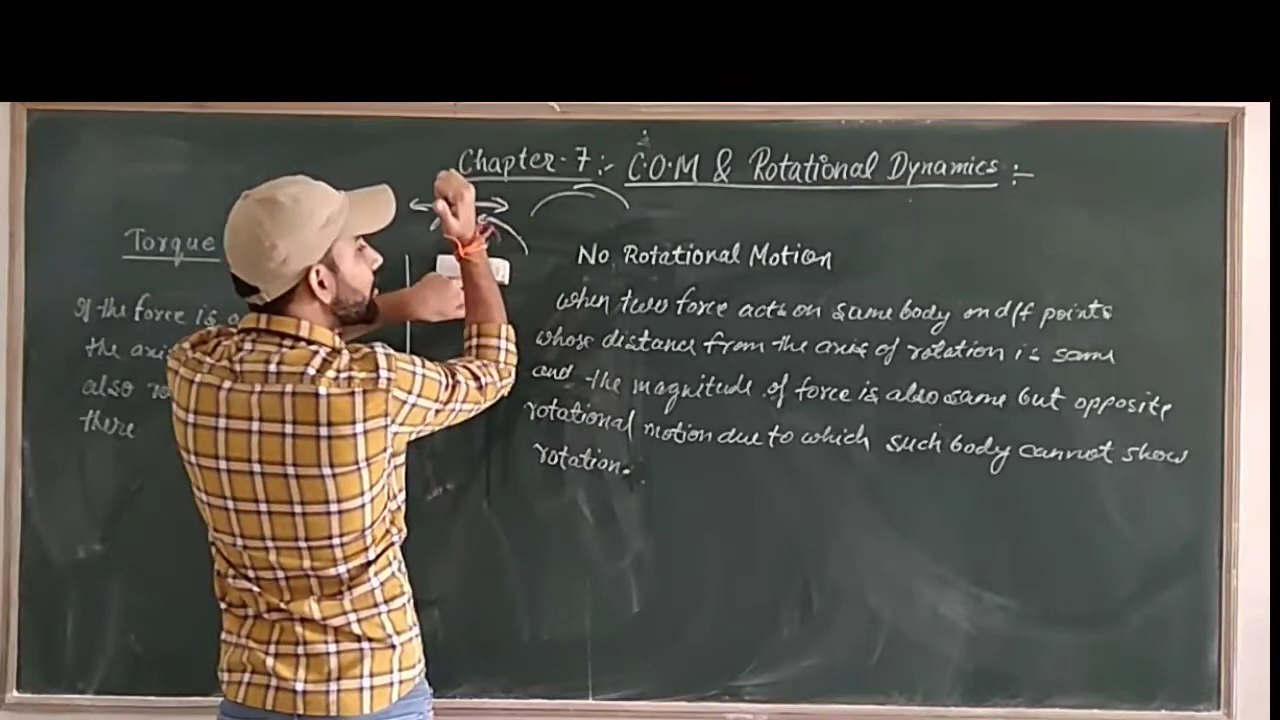 Chapter-7:- C.O.M & Rotational Dynamics :-
Torque
If the force is
the axis
also
there
No Rotational Motion
when two force acts on same body on dff points
whose distance from the axis of rotation is same
and the magnitude of force is also same but opposite
rotational motion due to which such body cannot show
rotation.